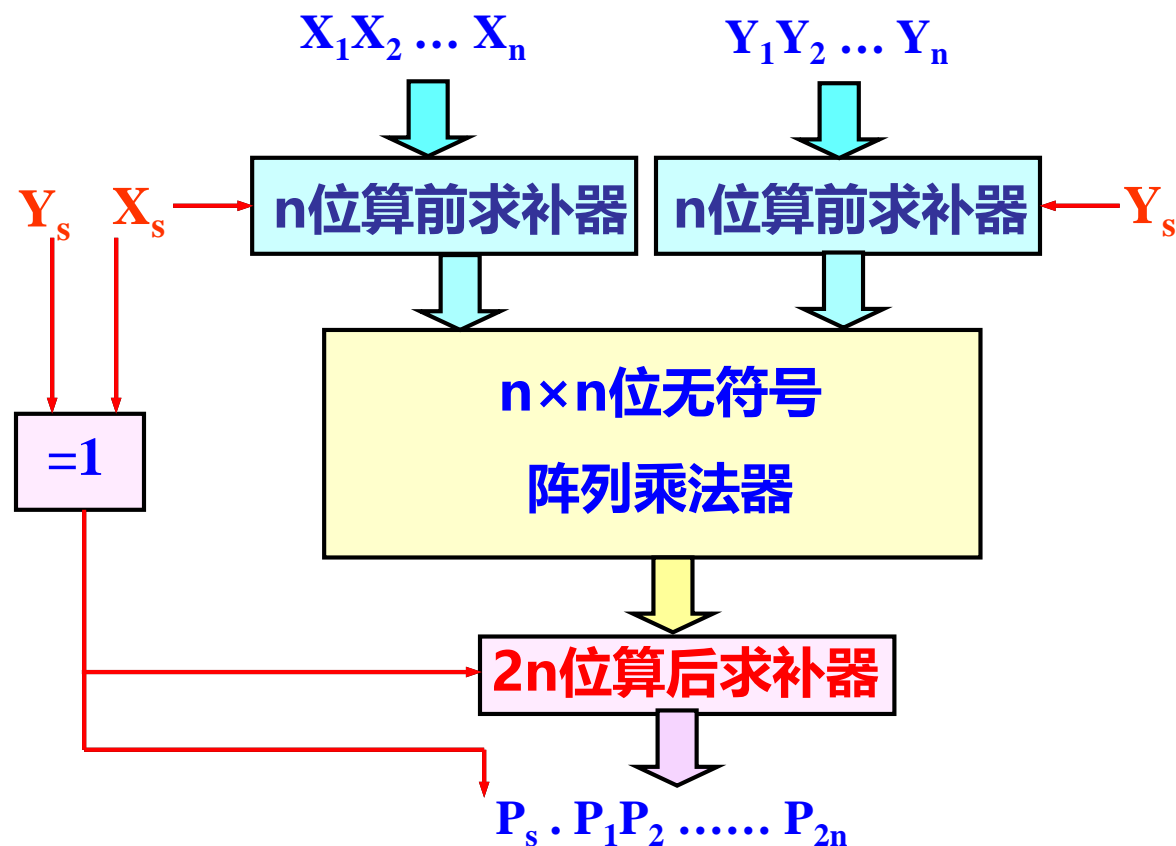 X₁X₂ … Xₙ
Y₁Y₂ … Yₙ
Yₛ
Xₛ
n位算前求补器
n位算前求补器
Yₛ
n×n位无符号
阵列乘法器
=1
2n位算后求补器
Pₛ . P₁P₂ …… P₂ₙ